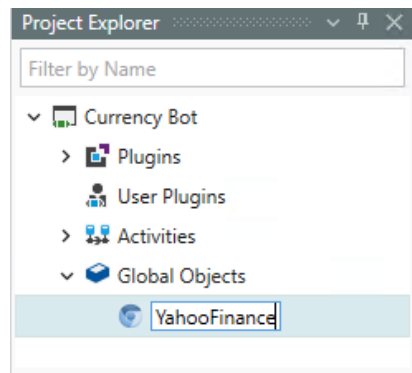 Project Explorer
Filter by Name
Currency Bot
Plugins
User Plugins
Activities
Global Objects
YahooFinance